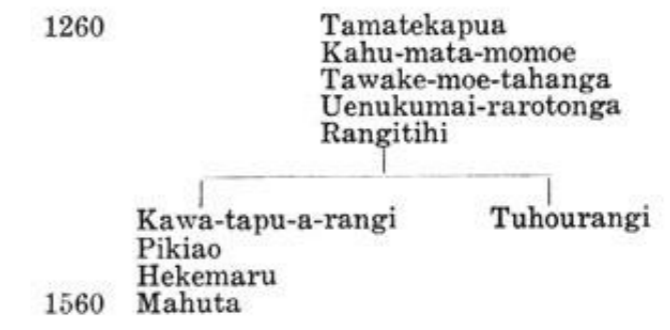 1260 Tamatekapua
Kahu-mata-momoe
Tawake-moe-tahanga
Uenukumai-rarotonga
Rangitihi
Kawa-tapu-a-rangi Tuhourangi
Pikiao
Hekemaru
1560 Mahuta